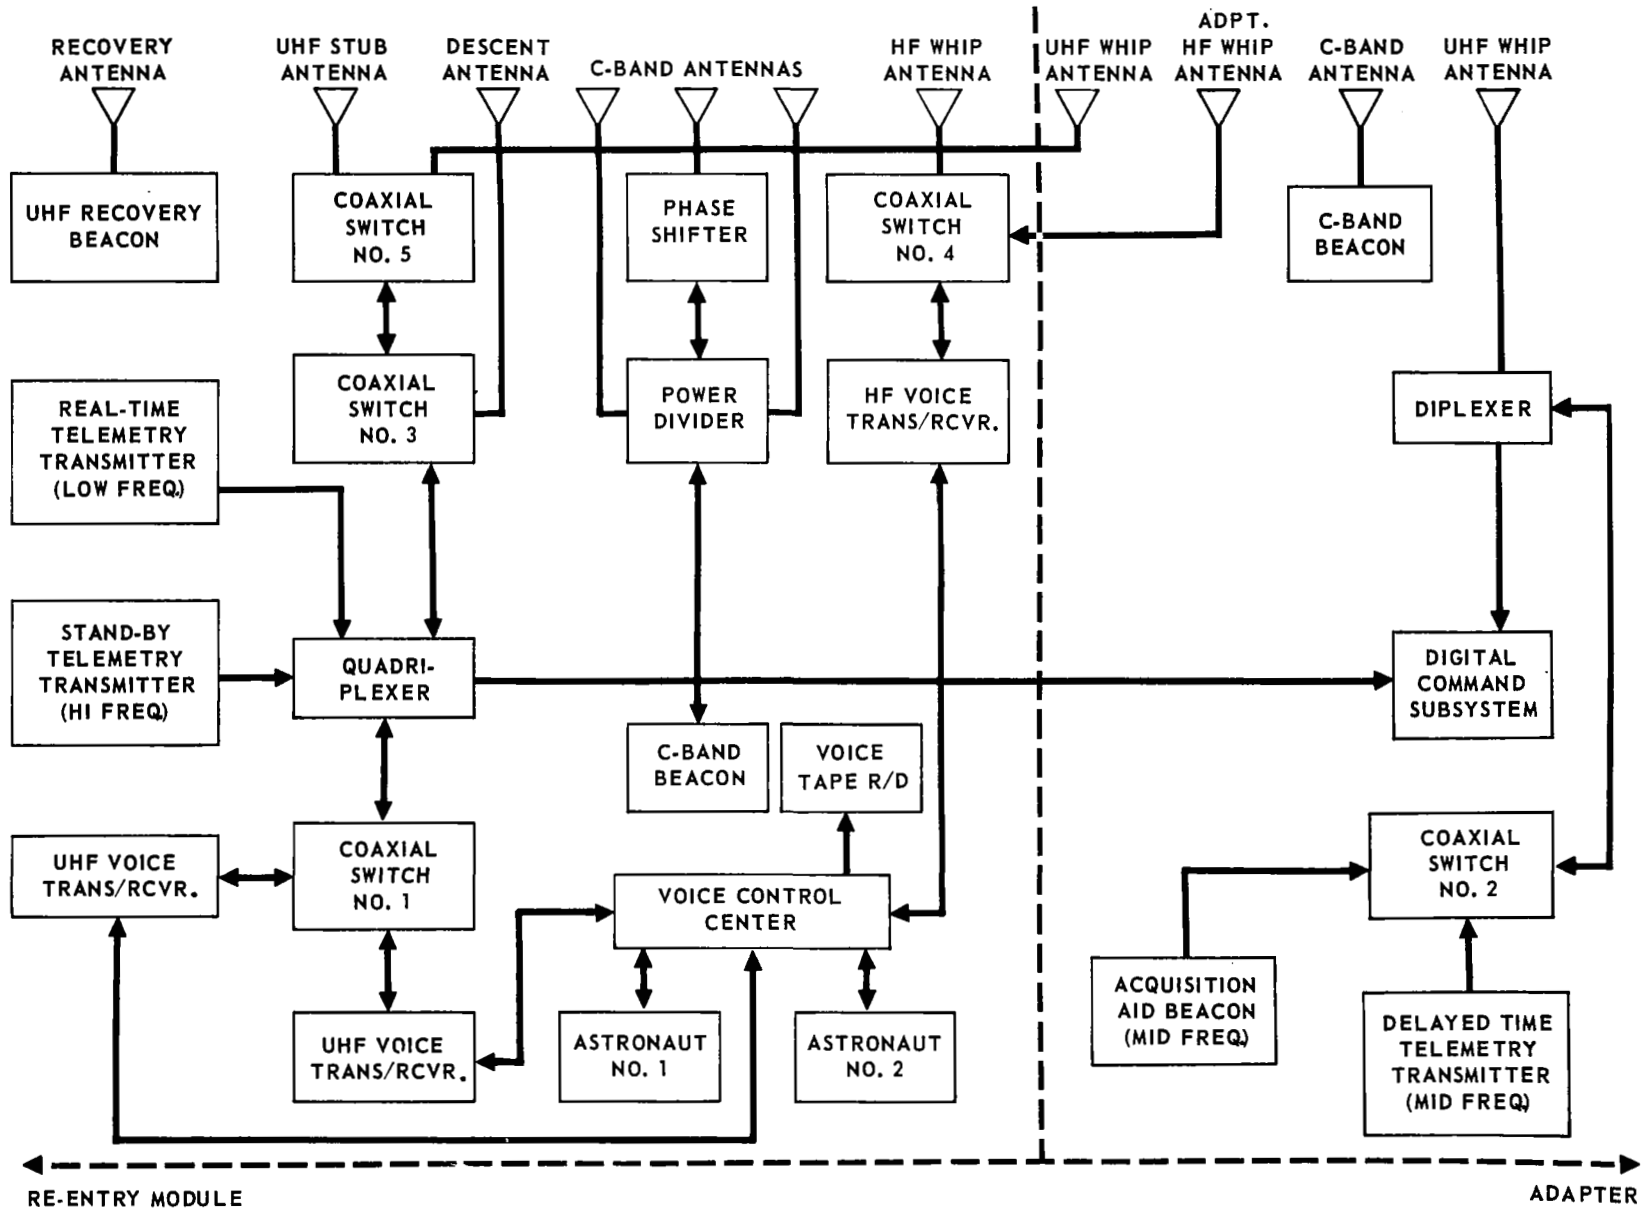 RECOVERY
ANTENNA
UHF STUB
ANTENNA
DESCENT
ANTENNA
C-BAND ANTENNAS
HF WHIP
ANTENNA
UHF WHIP
ANTENNA
ADPT.
HF WHIP
ANTENNA
C-BAND
ANTENNA
UHF WHIP
ANTENNA
UHF RECOVERY
BEACON
COAXIAL
SWITCH
NO. 5
PHASE
SHIFTER
COAXIAL
SWITCH
NO. 4
C-BAND
BEACON
REAL-TIME
TELEMETRY
TRANSMITTER
(LOW FREQ.)
COAXIAL
SWITCH
NO. 3
POWER
DIVIDER
HF VOICE
TRANS/RCVR.
DIPLEXER
STAND-BY
TELEMETRY
TRANSMITTER
(HI FREQ.)
QUADRI-
PLEXER
DIGITAL
COMMAND
SUBSYSTEM
C-BAND
BEACON
VOICE
TAPE R/D
UHF VOICE
TRANS/RCVR.
COAXIAL
SWITCH
NO. 1
VOICE CONTROL
CENTER
COAXIAL
SWITCH
NO. 2
UHF VOICE
TRANS/RCVR.
ASTRONAUT
NO. 1
ASTRONAUT
NO. 2
ACQUISITION
AID BEACON
(MID FREQ.)
DELAYED TIME
TELEMETRY
TRANSMITTER
(MID FREQ.)
RE-ENTRY MODULE
ADAPTER